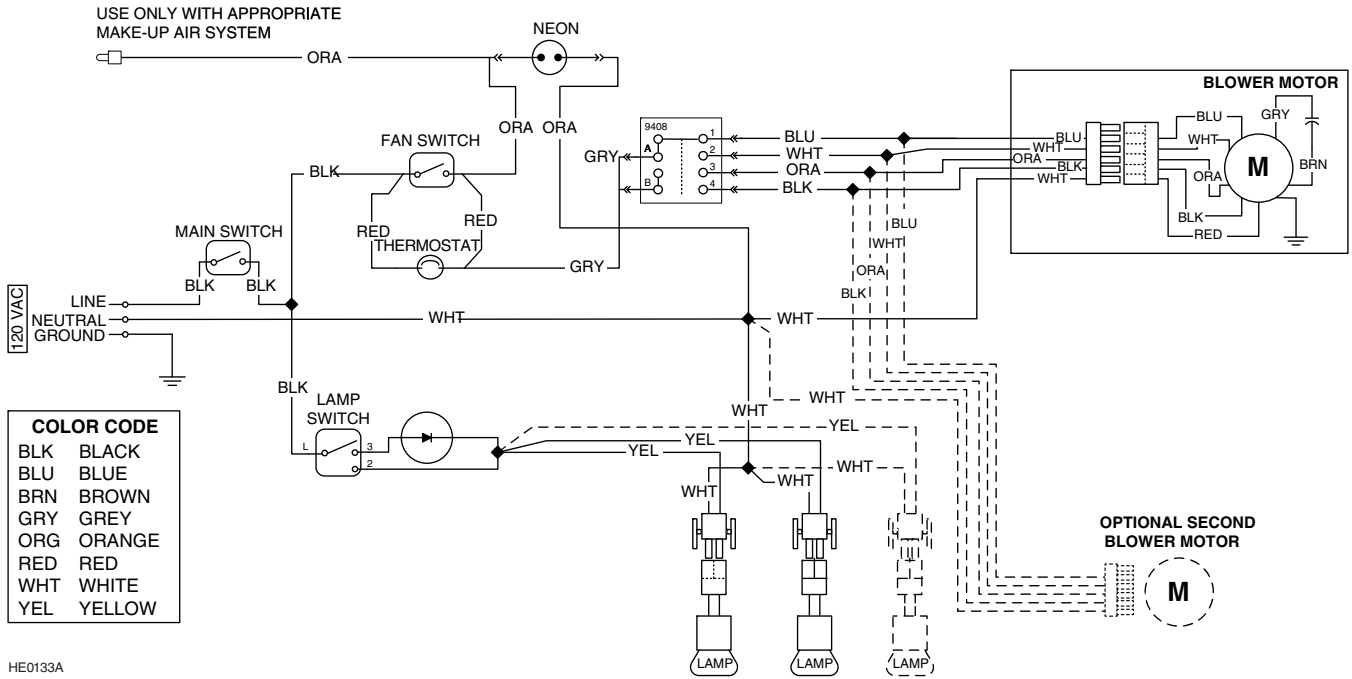 USE ONLY WITH APPROPRIATE
MAKE-UP AIR SYSTEM
NEON
ORA
BLOWER MOTOR
ORA ORA
FAN SWITCH
BLK
9408
A
B
1
2
3
4
GRY
BLU
WHT
ORA
BLK
BLU
WHT
ORA
BLK
WHT
BLU
WHT
ORA
BLK
RED
GRY
BRN
M
RED
RED
THERMOSTAT
GRY
MAIN SWITCH
BLK
BLK
BLU
WHT
ORA
BLK
120 VAC
LINE
NEUTRAL
GROUND
WHT
WHT
BLK
LAMP
SWITCH
L
3
2
WHT
WHT
YEL
YEL
YEL
WHT
WHT
WHT
COLOR CODE
BLK BLACK
BLU BLUE
BRN BROWN
GRY GREY
ORG ORANGE
RED RED
WHT WHITE
YEL YELLOW
OPTIONAL SECOND
BLOWER MOTOR
M
LAMP
LAMP
LAMP
HE0133A